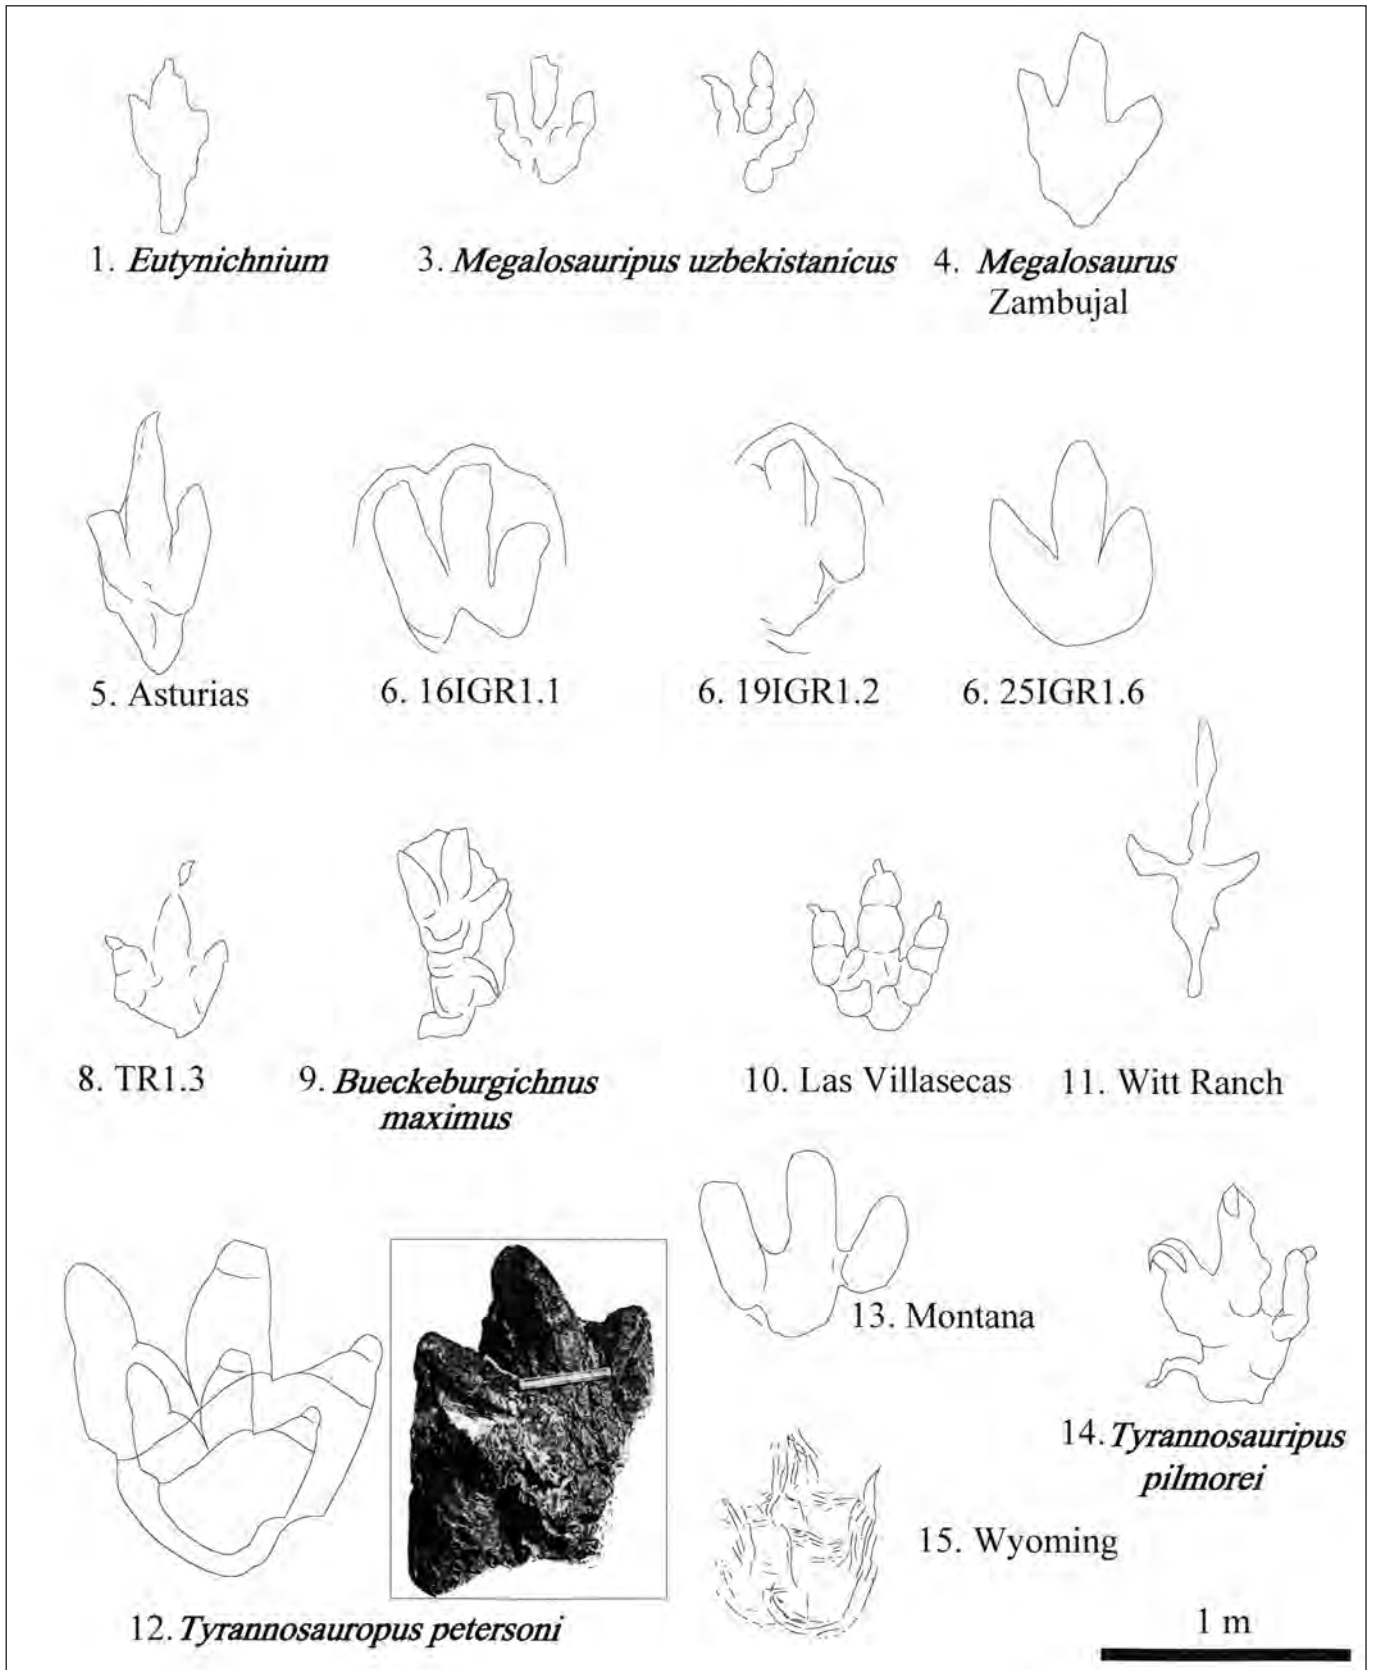 1. Eutynichnium
3. Megalosauripus uzbekistanicus
4. Megalosaurus
Zambujal
5. Asturias
6. 16IGR1.1
6. 19IGR1.2
6. 25IGR1.6
8. TR1.3
9. Bueckeburgichnus
maximus
10. Las Villasecas
11. Witt Ranch
13. Montana
14. Tyrannosauripus
pilmorei
15. Wyoming
12. Tyrannosauropus petersoni
1 m